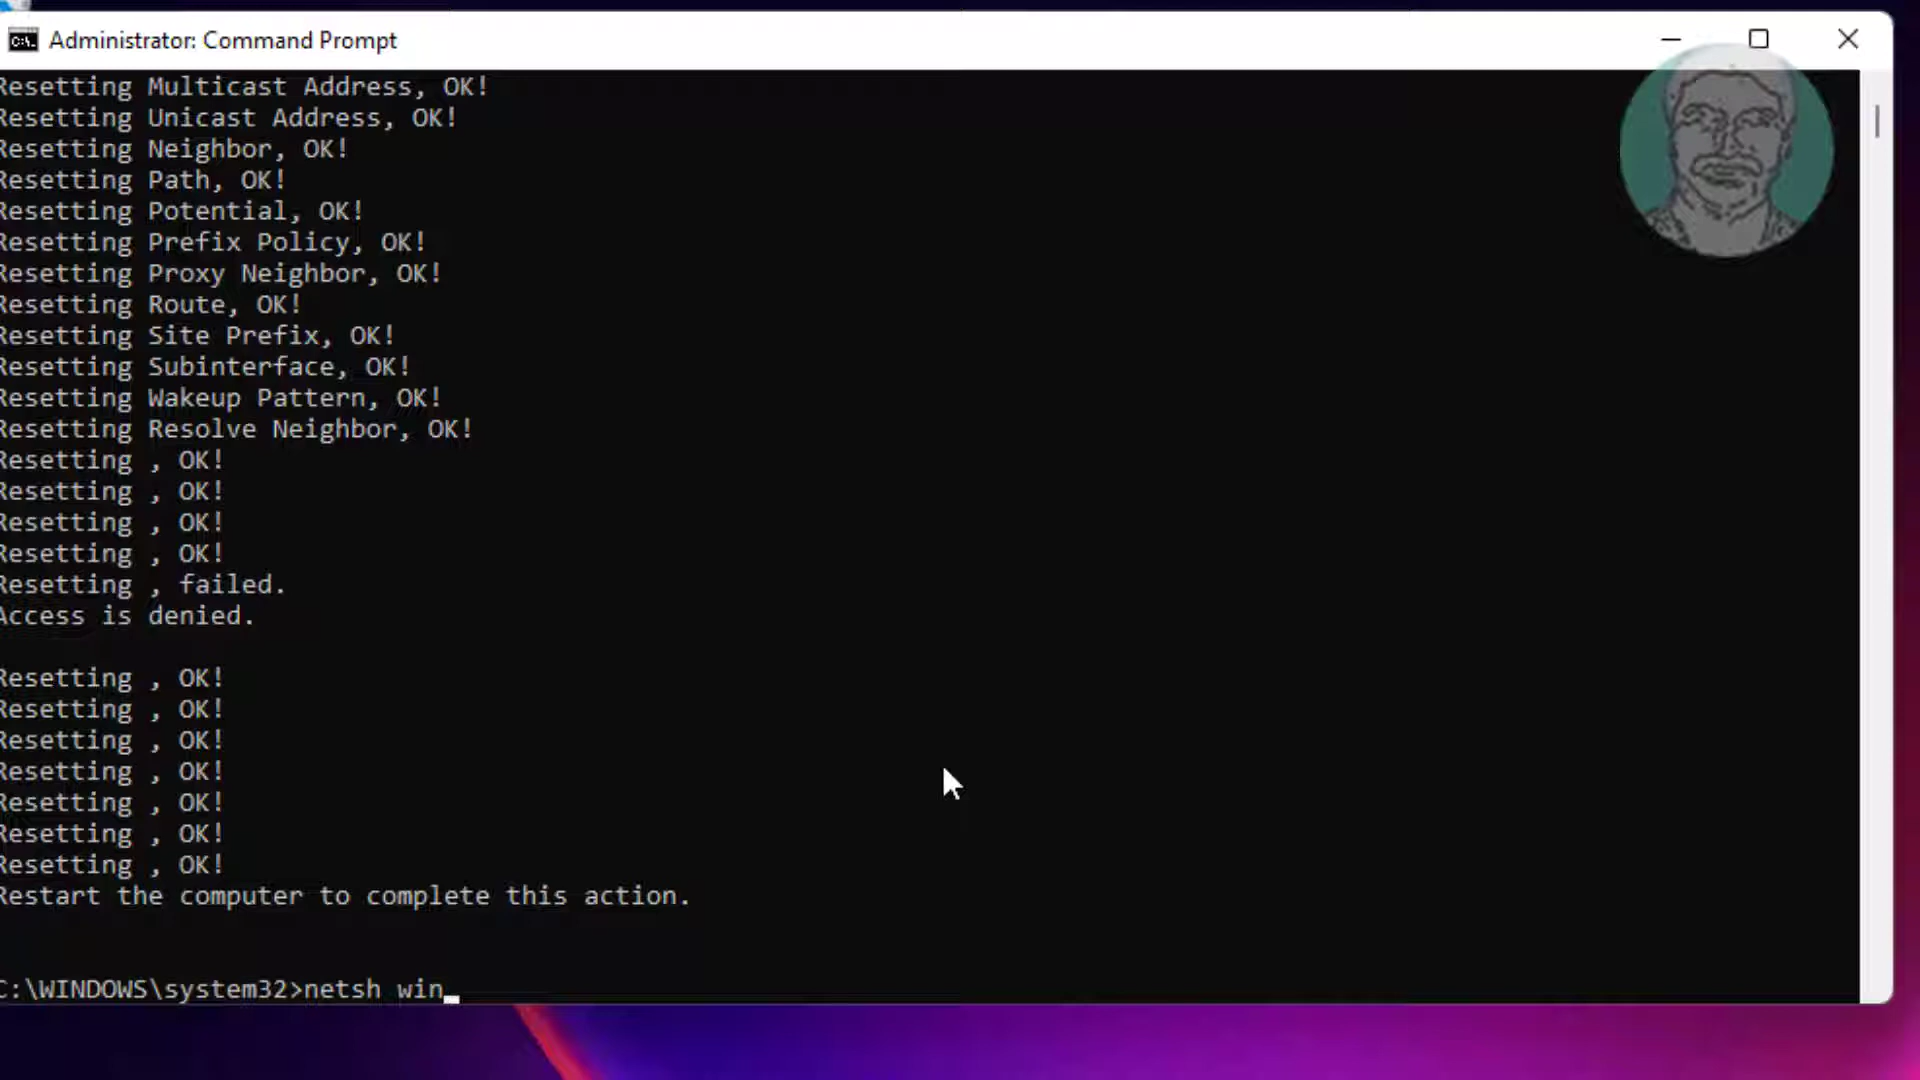 Administrator: Command Prompt
Resetting Multicast Address, OK!
Resetting Unicast Address, OK!
Resetting Neighbor, OK!
Resetting Path, OK!
Resetting Potential, OK!
Resetting Prefix Policy, OK!
Resetting Proxy Neighbor, OK!
Resetting Route, OK!
Resetting Site Prefix, OK!
Resetting Subinterface, OK!
Resetting Wakeup Pattern, OK!
Resetting Resolve Neighbor, OK!
Resetting , OK!
Resetting , OK!
Resetting , OK!
Resetting , OK!
Resetting , failed.
Access is denied.
Resetting , OK!
Resetting , OK!
Resetting , OK!
Resetting , OK!
Resetting , OK!
Resetting , OK!
Resetting , OK!
Restart the computer to complete this action.
C:\WINDOWS\system32>netsh win